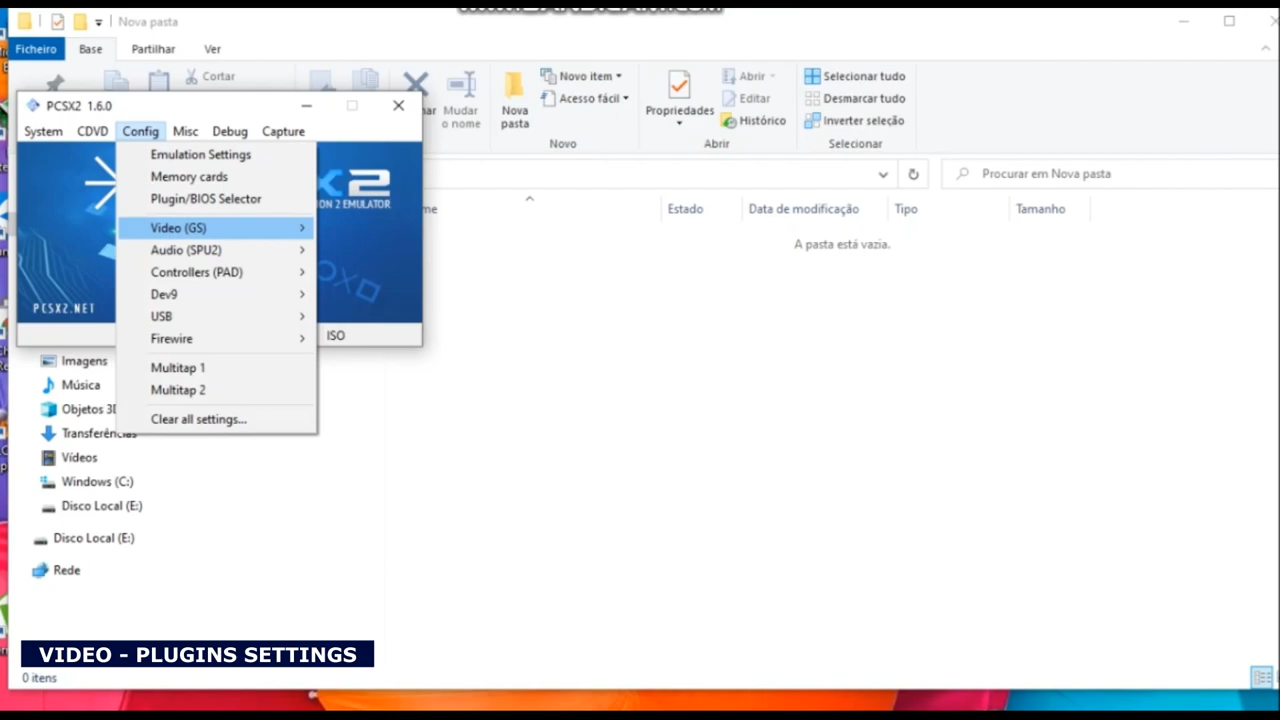 Nova pasta
Ficheiro Base Partilhar Ver
Cortar
Mudar o nome
Nova pasta
Novo item
Acesso fácil
Novo
Propriedades
Abrir
Editar
Histórico
Abrir
Selecionar tudo
Desmarcar tudo
Inverter seleção
Selecionar
Procurar em Nova pasta
Estado Data de modificação Tipo Tamanho
A pasta está vazia.
PCSX2 1.6.0
System CDVD Config Misc Debug Capture
Emulation Settings
Memory cards
Plugin/BIOS Selector
Video (GS)
Audio (SPU2)
Controllers (PAD)
Dev9
USB
Firewire
Multitap 1
Multitap 2
Clear all settings...
PCSX2.NET
EMULATOR
ISO
Imagens
Música
Objetos 3D
Transferências
Vídeos
Windows (C:)
Disco Local (E:)
Disco Local (E:)
Rede
VIDEO - PLUGINS SETTINGS
0 itens